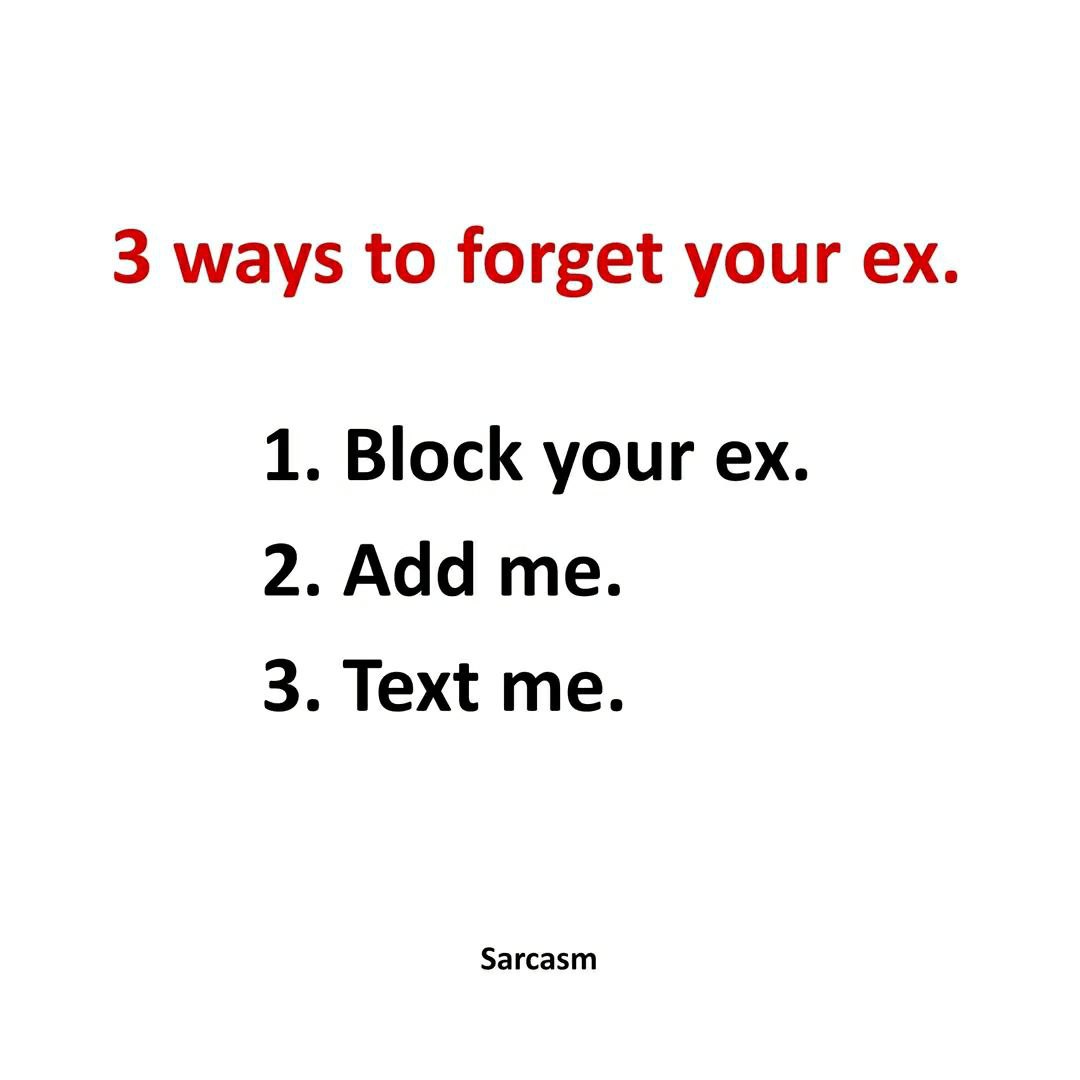 3 ways to forget your ex.
1. Block your ex.
2. Add me.
3. Text me.
Sarcasm